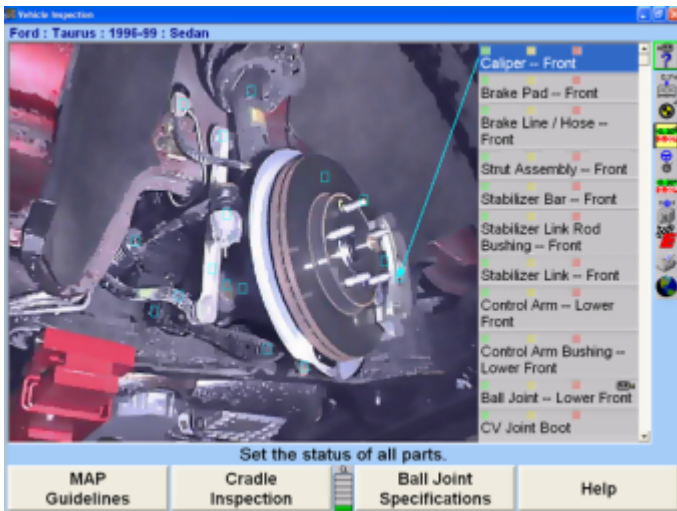 Vehicle Inspection
Ford : Taurus : 1996-99 : Sedan
Caliper -- Front
Brake Pad -- Front
Brake Line / Hose --
Front
Strut Assembly -- Front
Stabilizer Bar -- Front
Stabilizer Link Rod
Bushing -- Front
Stabilizer Link -- Front
Control Arm -- Lower
Front
Control Arm Bushing --
Lower Front
Ball Joint -- Lower Front
CV Joint Boot
Set the status of all parts.
MAP
Guidelines
Cradle
Inspection
Ball Joint
Specifications
Help